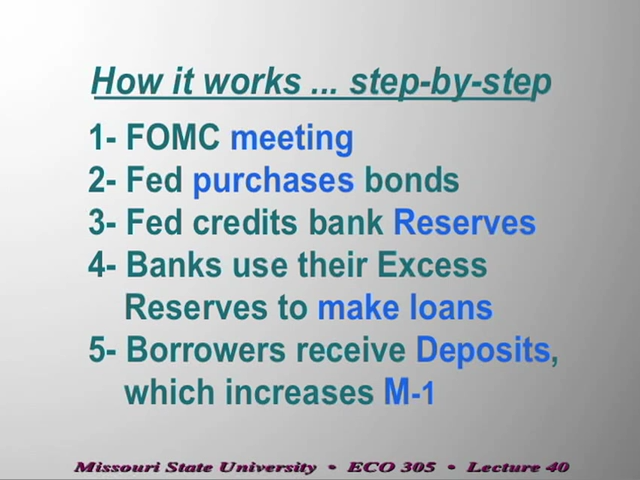 How it works ... step-by-step
1- FOMC meeting
2- Fed purchases bonds
3- Fed credits bank Reserves
4- Banks use their Excess
Reserves to make loans
5- Borrowers receive Deposits,
which increases M-1
Missouri State University • ECO 305 • Lecture 40